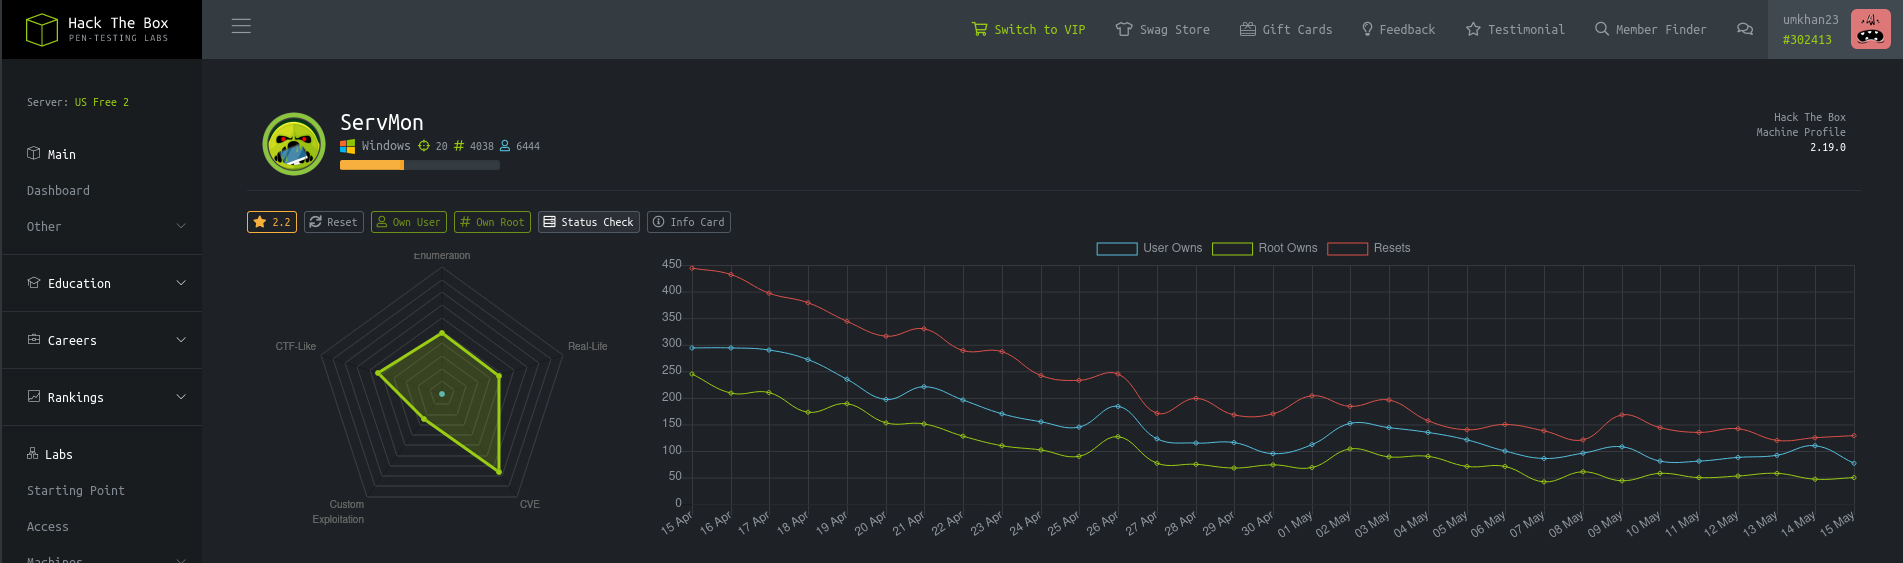 Hack The Box
PEN-TESTING LABS
Switch to VIP
Swag Store
Gift Cards
Feedback
Testimonial
Member Finder
umkhan23
#302413
Server: US Free 2
Main
Dashboard
Other
Education
Careers
Rankings
Labs
Starting Point
Access
Machines
ServMon
Windows 20 # 4038 6444
Hack The Box
Machine Profile
2.19.0
2.2
Reset
Own User
# Own Root
Status Check
Info Card
Enumeration
CTF-Like
Real-Life
Custom
Exploitation
CVE
User Owns
Root Owns
Resets
450
400
350
300
250
200
150
100
50
0
15 Apr
16 Apr
17 Apr
18 Apr
19 Apr
20 Apr
21 Apr
22 Apr
23 Apr
24 Apr
25 Apr
26 Apr
27 Apr
28 Apr
29 Apr
30 Apr
01 May
02 May
03 May
04 May
05 May
06 May
07 May
08 May
09 May
10 May
11 May
12 May
13 May
14 May
15 May